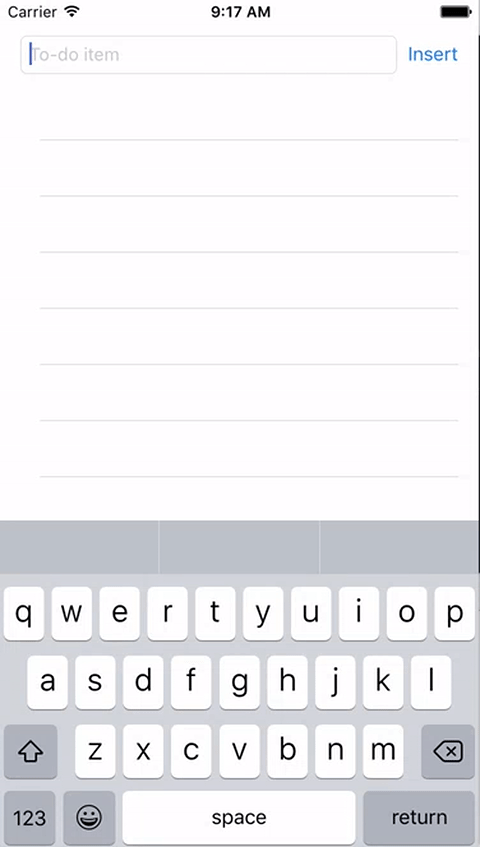 Carrier 9:17 AM
To-do item Insert
q w e r t y u i o p
a s d f g h j k l
z x c v b n m
123 space return